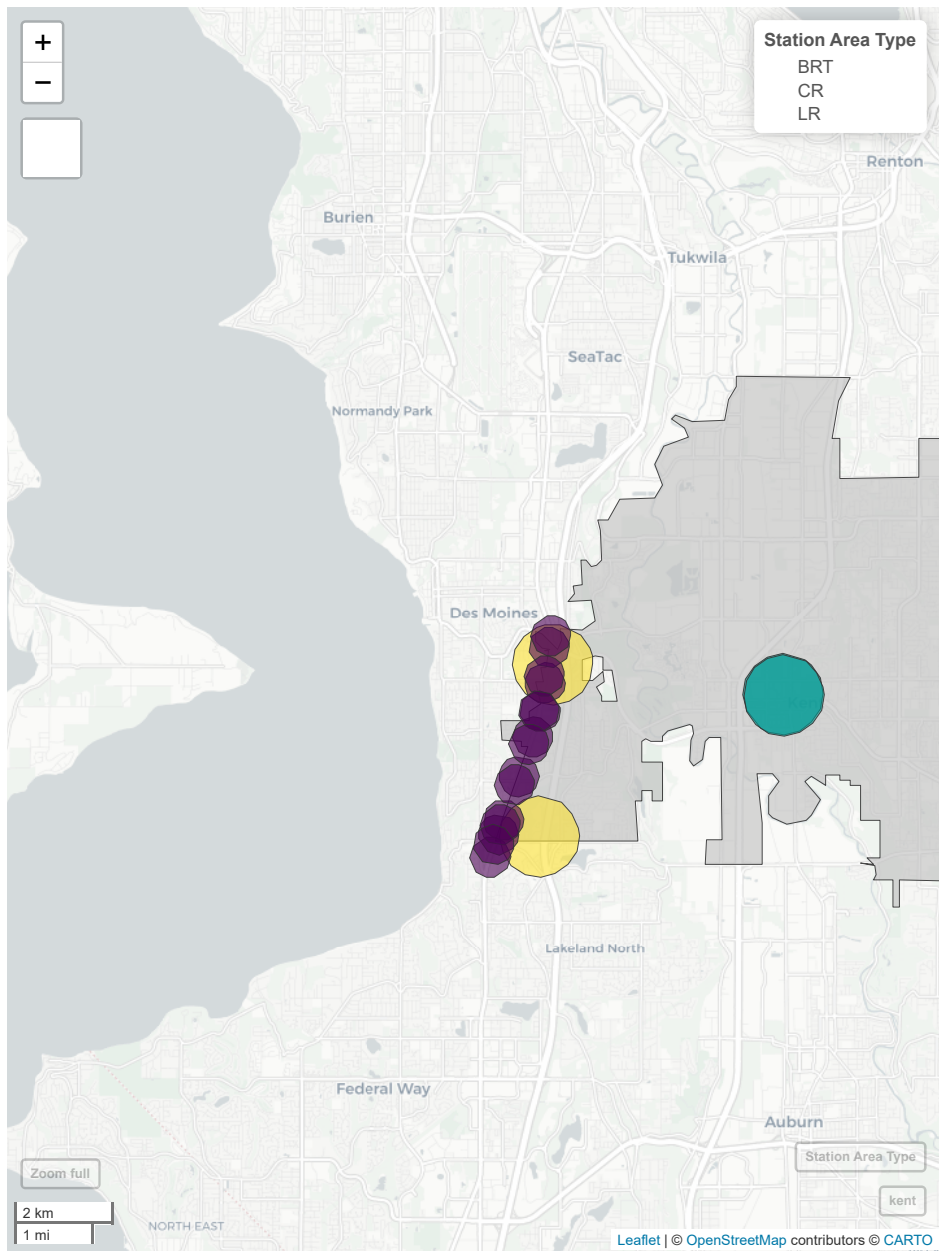 +
Station Area Type
BRT
CR
LR
−
Renton
Burien
Tukwila
SeaTac
Normandy Park
Des Moines
Kent
Lakeland North
Federal Way
Auburn
Station Area Type
Zoom full
kent
2 km
1 mi
NORTH EAST
Leaflet | © OpenStreetMap contributors © CARTO